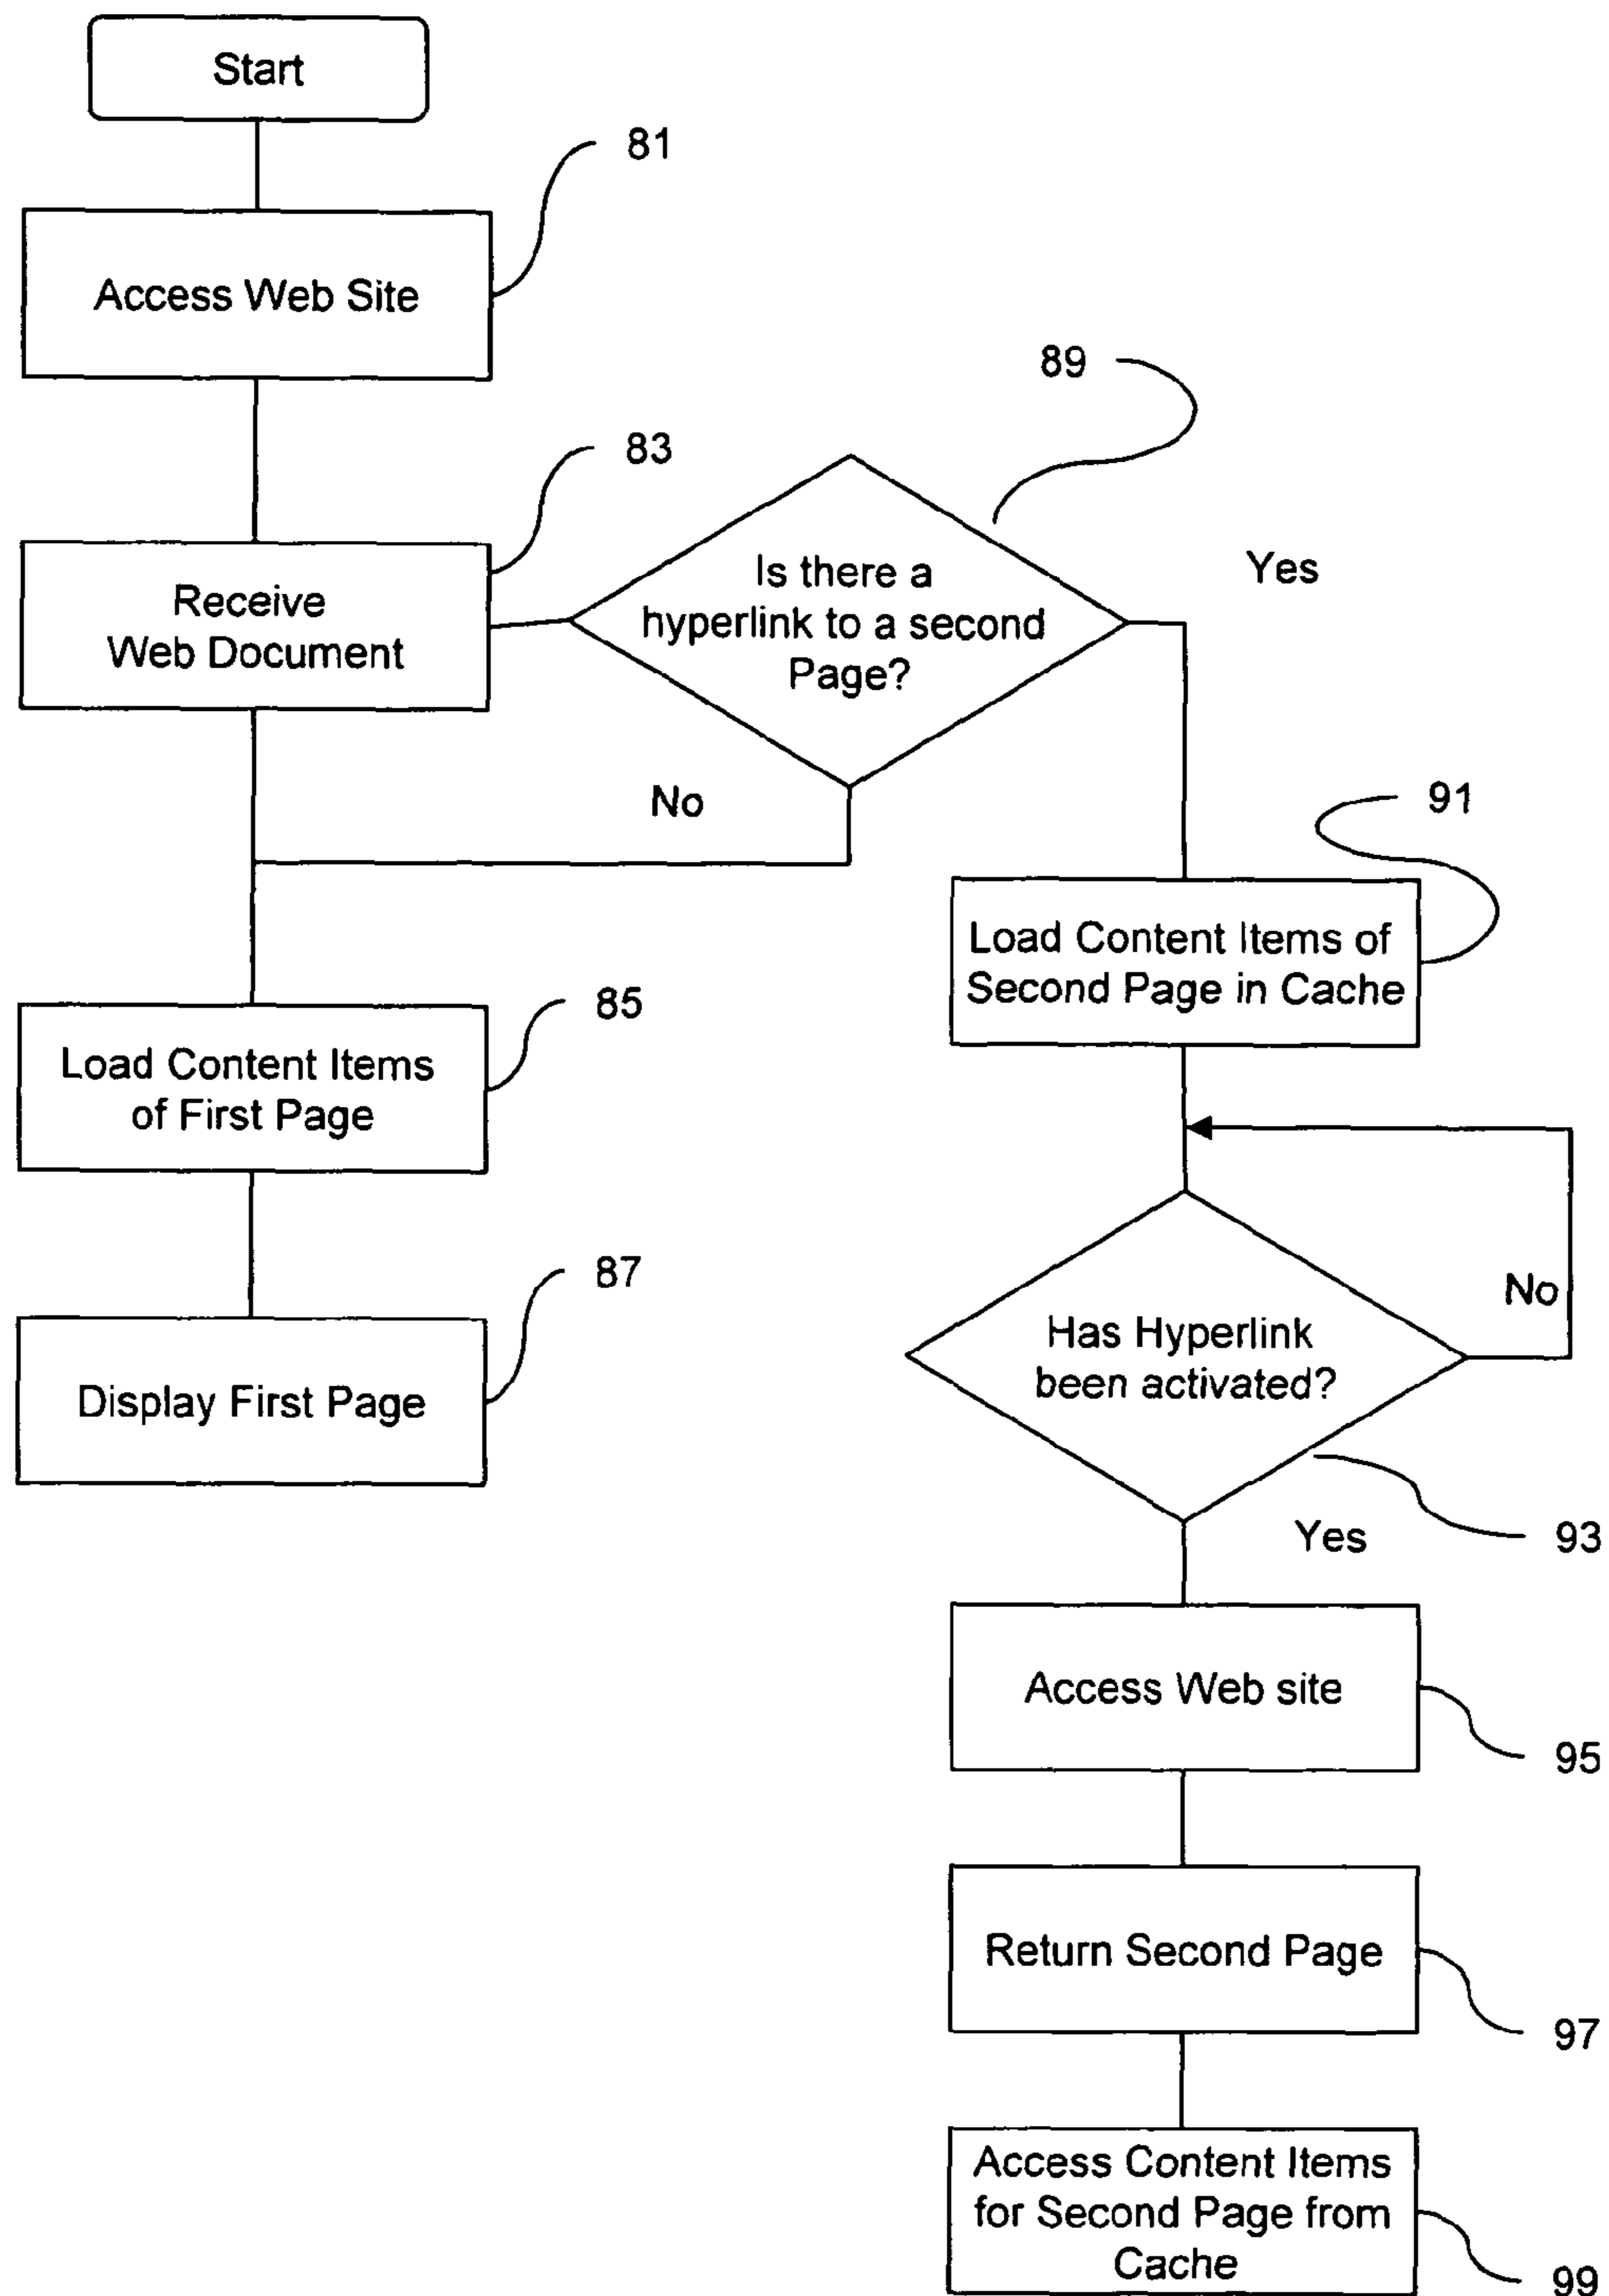 Start
81
Access Web Site
89
83
Is there a
hyperlink to a second
Page?
Yes
Receive
Web Document
No
91
Load Content Items of
Second Page in Cache
85
Load Content Items
of First Page
87
Display First Page
No
Has Hyperlink
been activated?
93
Yes
Access Web site
95
Return Second Page
97
Access Content Items
for Second Page from
Cache
99